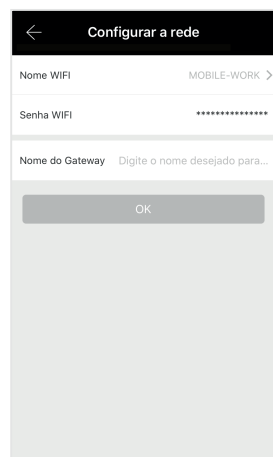 Configurar a rede
Nome WIFI MOBILE-WORK
Senha WIFI ***************
Nome do Gateway Digite o nome desejado para...
OK